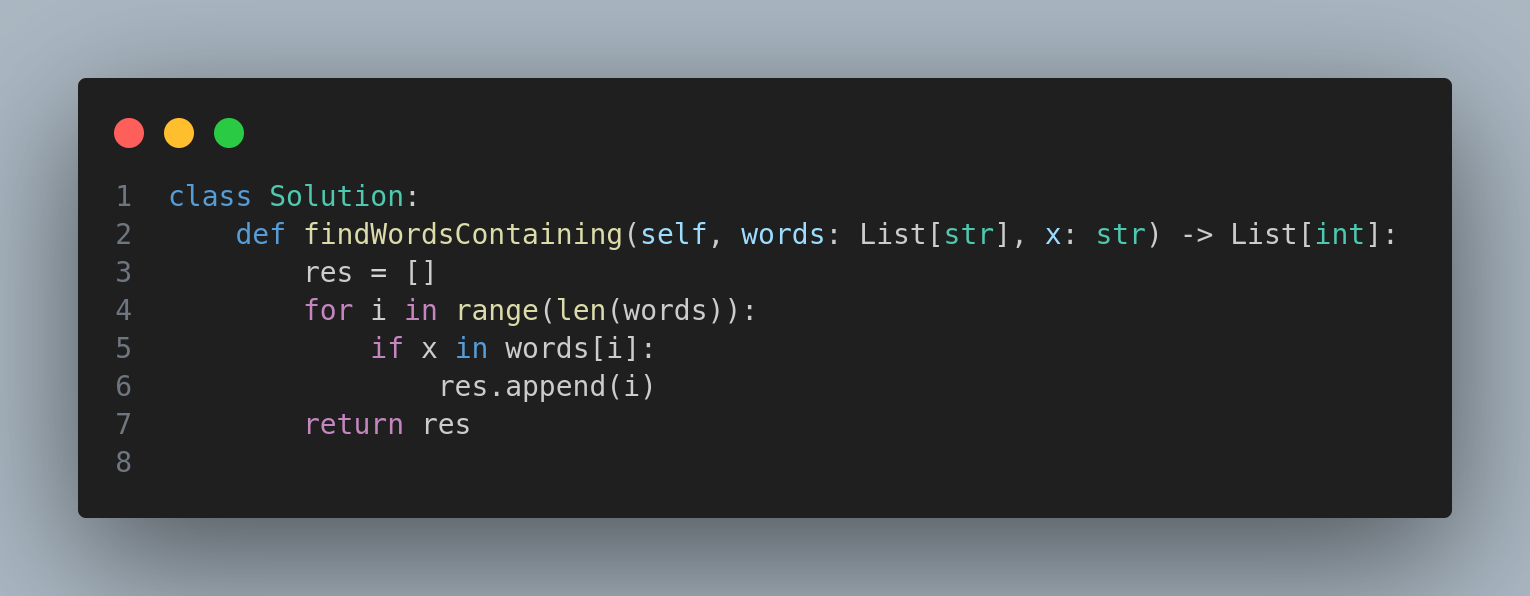 1 class Solution:
2     def findWordsContaining(self, words: List[str], x: str) -> List[int]:
3         res = []
4         for i in range(len(words)):
5             if x in words[i]:
6                 res.append(i)
7         return res
8